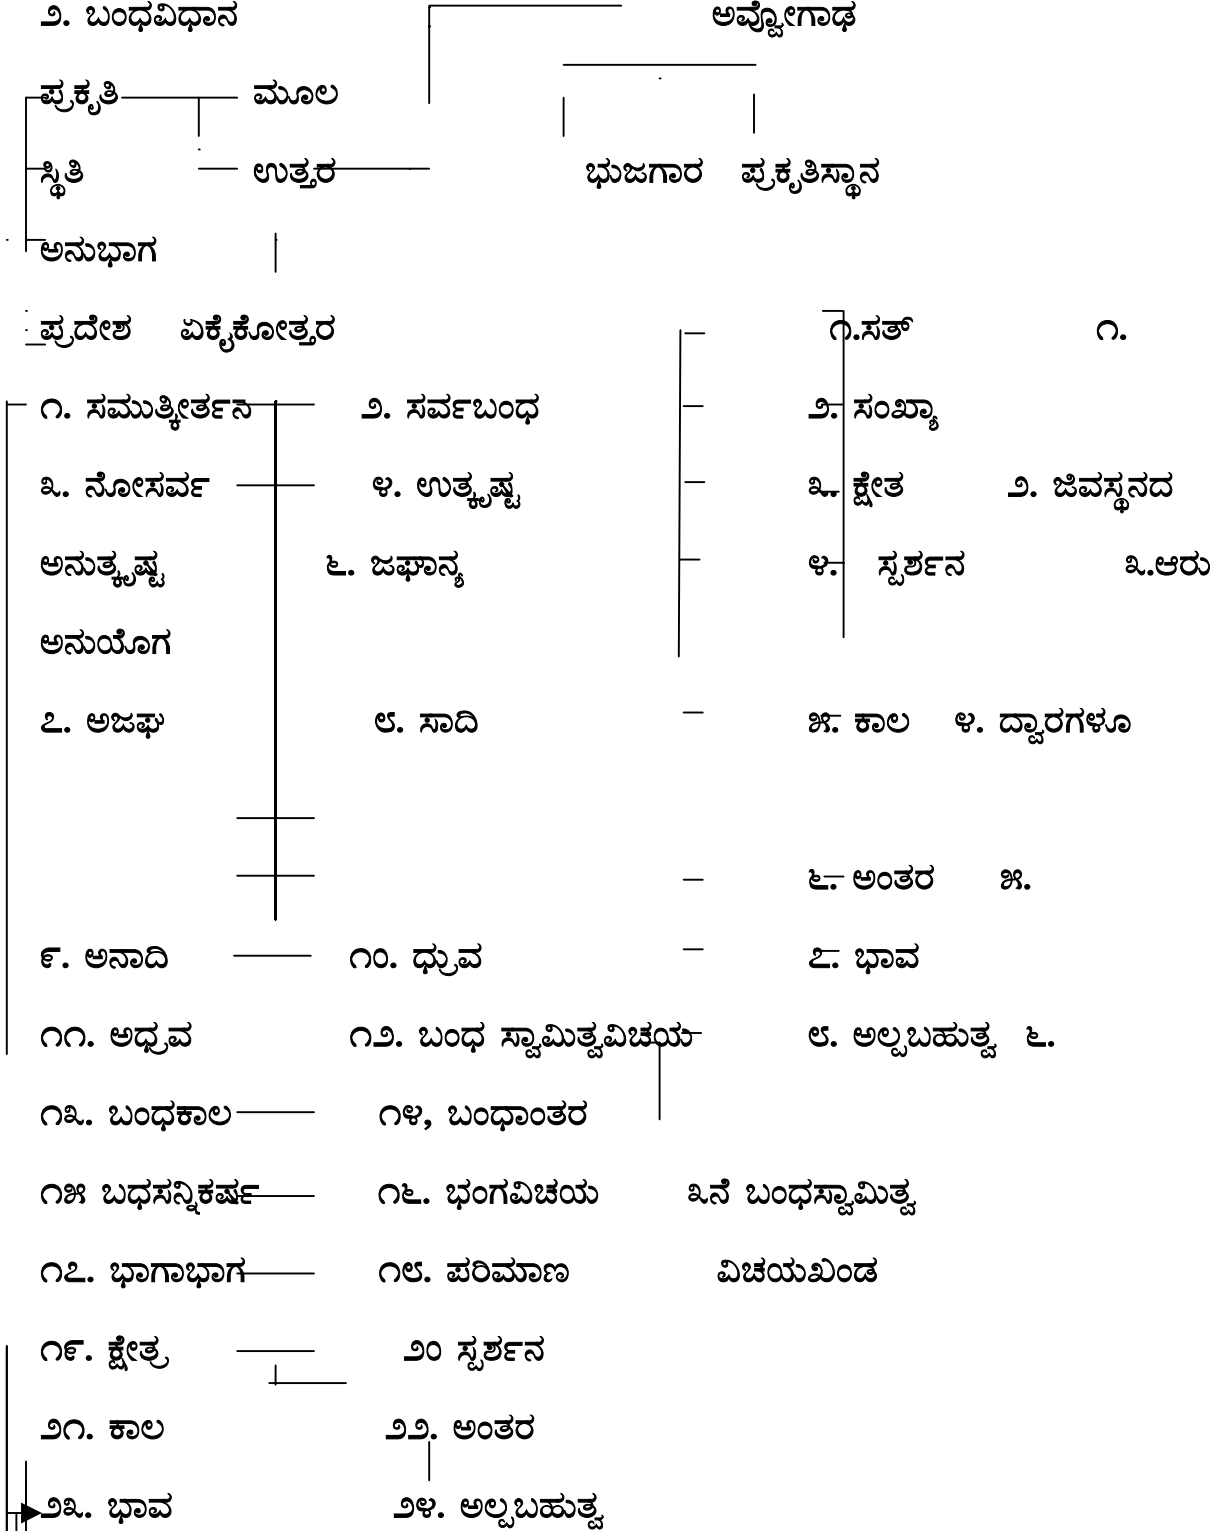 ೨. ಬಂಧವಿಧಾನ ಅವ್ವೋಗಾಢ
ಪ್ರಕೃತಿ ಮೂಲ
ಸ್ಥಿತಿ ಉತ್ತರ ಭುಜಗಾರ ಪ್ರಕೃತಿಸ್ಥಾನ
ಅನುಭಾಗ
ಪ್ರದೇಶ ಏಕೈಕೋತ್ತರ ೧.ಸತ್ ೧.
೧. ಸಮುತ್ಕೀರ್ತನ ೨. ಸರ್ವಬಂಧ ೨. ಸಂಖ್ಯಾ
೩. ನೋಸರ್ವ ೪. ಉತ್ಕೃಷ್ಟ ೩. ಕ್ಷೇತ ೨. ಜಿವಸ್ಥನದ
ಅನುತ್ಕೃಷ್ಟ ೬. ಜಘಾನ್ಯ ೪. ಸ್ಪರ್ಶನ ೩.ಆರು
ಅನುಯೊಗ
೭. ಅಜಘ ೮. ಸಾದಿ ೫. ಕಾಲ ೪. ದ್ವಾರಗಳೂ
೬. ಅಂತರ ೫.
೯. ಅನಾದಿ ೧೦. ಧ್ರುವ ೭. ಭಾವ
೧೧. ಅಧ್ರವ ೧೨. ಬಂಧ ಸ್ವಾಮಿತ್ವವಿಚಯ ೮. ಅಲ್ಪಬಹುತ್ವ ೬.
೧೩. ಬಂಧಕಾಲ ೧೪, ಬಂಧಾಂತರ
೧೫ ಬಧಸನ್ನಿಕರ್ಷ ೧೬. ಭಂಗವಿಚಯ ೩ನೆ ಬಂಧಸ್ವಾಮಿತ್ವ
೧೭. ಭಾಗಾಭಾಗ ೧೮. ಪರಿಮಾಣ ವಿಚಯಖಂಡ
೧೯. ಕ್ಷೇತ್ರ ೨೦ ಸ್ಪರ್ಶನ
೨೧. ಕಾಲ ೨೨. ಅಂತರ
೨೩. ಭಾವ ೨೪. ಅಲ್ಪಬಹುತ್ವ